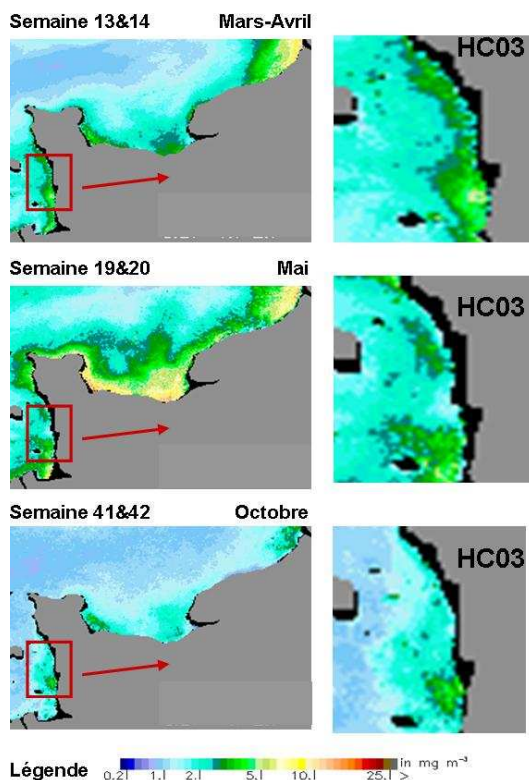 Semaine 13&14 Mars-Avril
HC03
Semaine 19&20 Mai
HC03
Semaine 41&42 Octobre
HC03
Légende 0.21 1.1 2.1 5.1 10.1 25.1 > in mg m⁻³